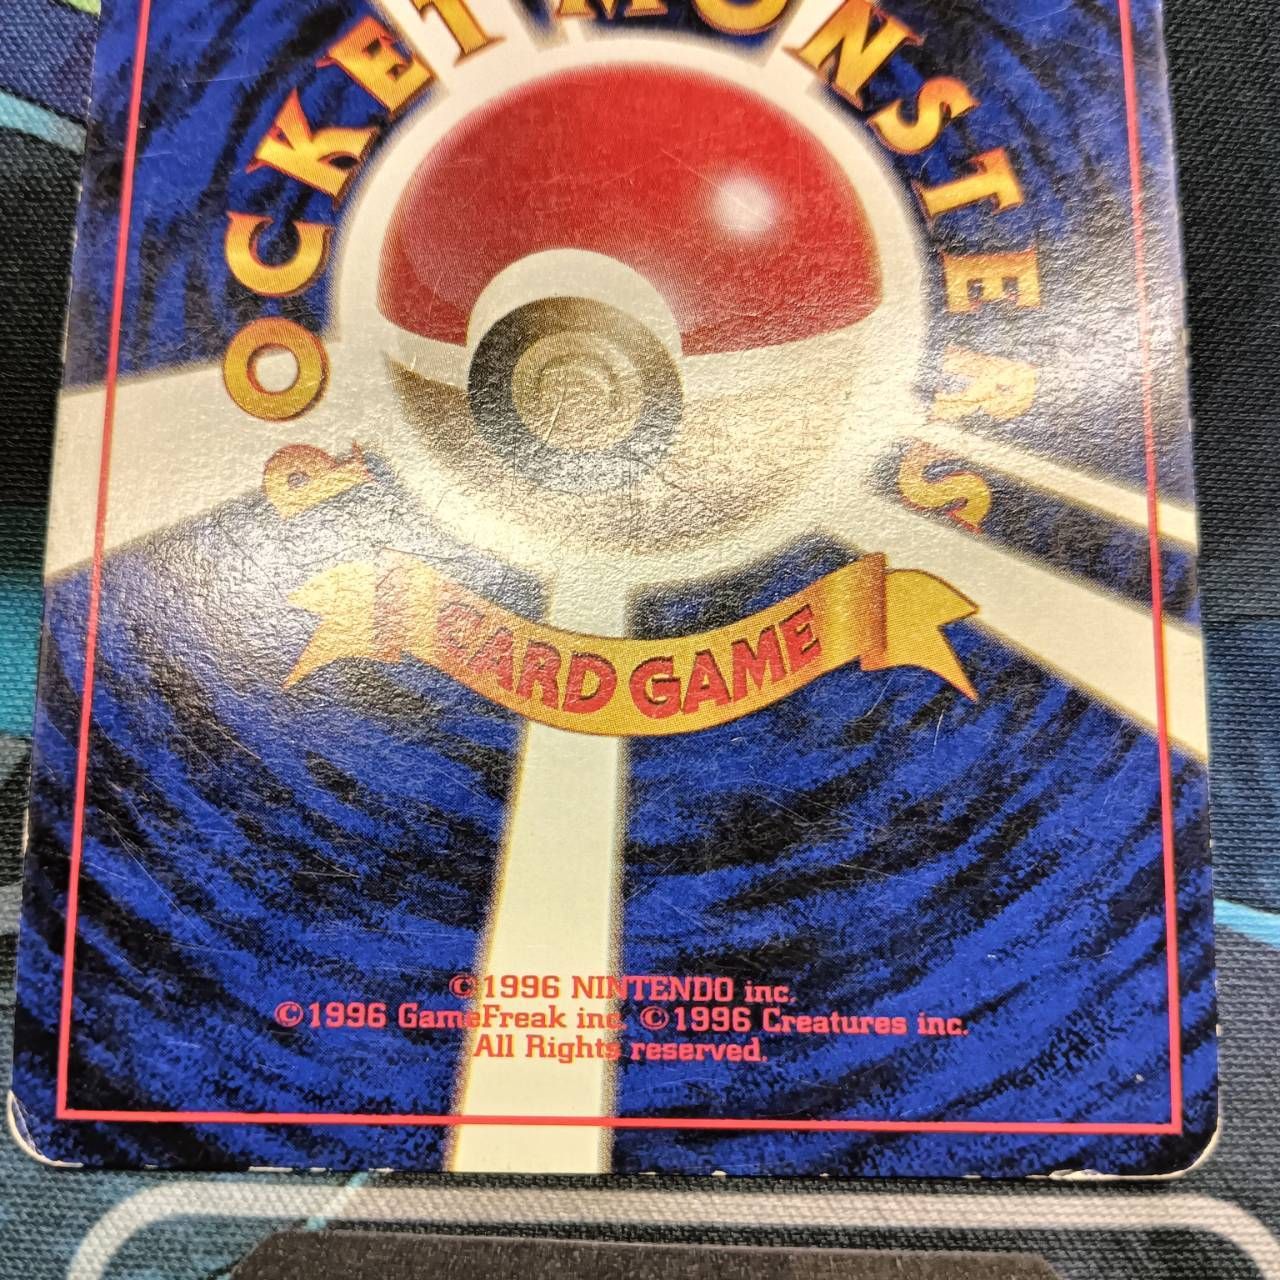 POCKET MONSTERS
CARD GAME
©1996 NINTENDO inc.
©1996 GameFreak inc. ©1996 Creatures inc.
All Rights reserved.